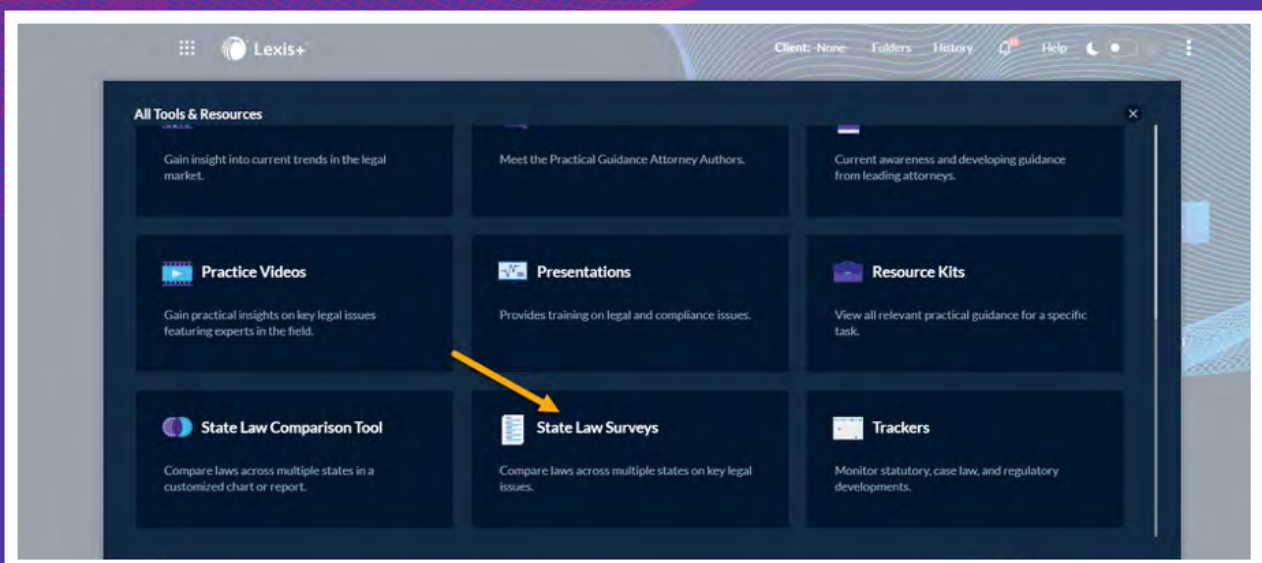 Lexis+
Client: -None- Folders History Help
All Tools & Resources
Gain insight into current trends in the legal
market.
Meet the Practical Guidance Attorney Authors.
Current awareness and developing guidance
from leading attorneys.
Practice Videos
Gain practical insights on key legal issues
featuring experts in the field.
Presentations
Provides training on legal and compliance issues.
Resource Kits
View all relevant practical guidance for a specific
task.
State Law Comparison Tool
Compare laws across multiple states in a
customized chart or report.
State Law Surveys
Compare laws across multiple states on key legal
issues.
Trackers
Monitor statutory, case law, and regulatory
developments.